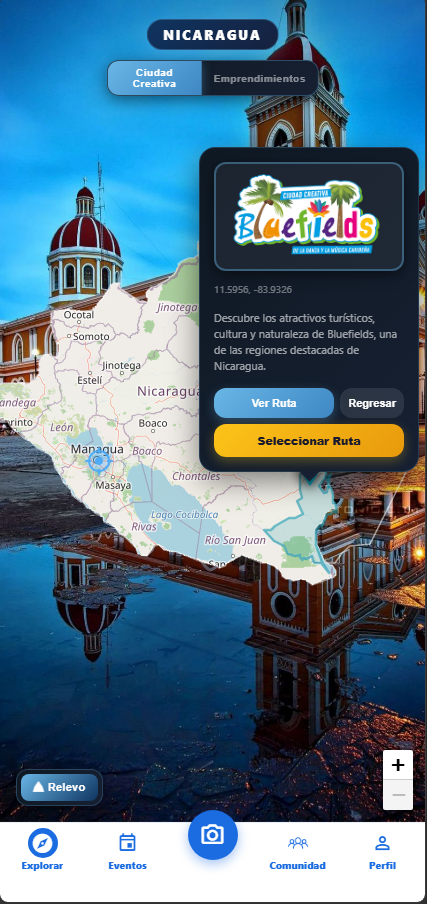 NICARAGUA
Ciudad
Creativa
Emprendimientos
CIUDAD CREATIVA
Bluefields
DE LA DANZA Y LA MÚSICA CARIBEÑA
11.5956, -83.9326
Descubre los atractivos turísticos,
cultura y naturaleza de Bluefields, una
de las regiones destacadas de
Nicaragua.
Ver Ruta
Regresar
Seleccionar Ruta
Jinotega
Ocotal
Somoto
Jinotega
Estelí
Nicaragua
andega
rinto
León
Boaco
Managua
Boaco
Masaya
Chontales
Lago Cocibolca
Rivas
Río San Juan
San
Relevo
+
−
Explorar
Eventos
Comunidad
Perfil